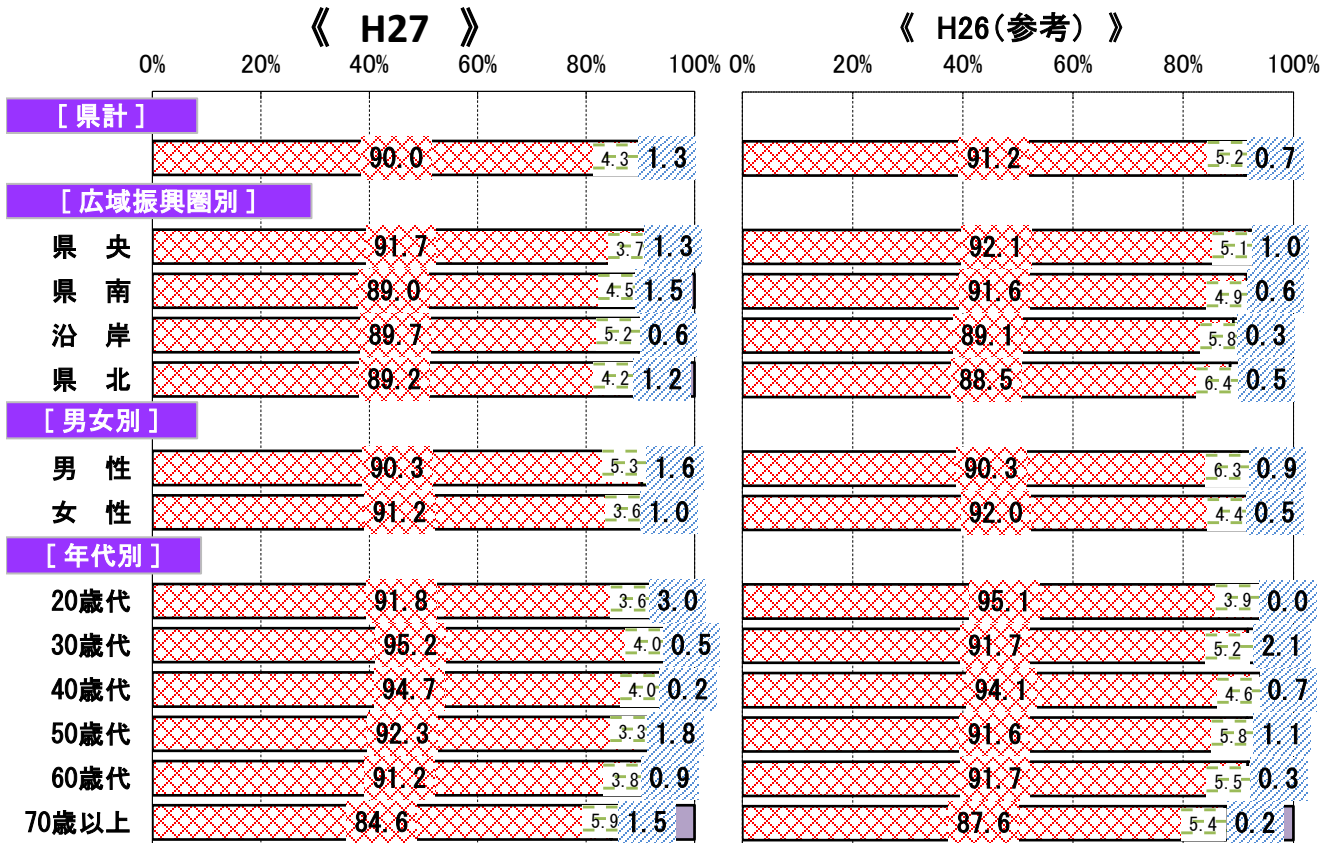 《 H27 》 《 H26(参考) 》
0% 20% 40% 60% 80% 100% 0% 20% 40% 60% 80% 100%
[ 県計 ]
90.0 4.3 1.3 91.2 5.2 0.7
[ 広域振興圏別 ]
県 央 91.7 3.7 1.3 92.1 5.1 1.0
県 南 89.0 4.5 1.5 91.6 4.9 0.6
沿 岸 89.7 5.2 0.6 89.1 5.8 0.3
県 北 89.2 4.2 1.2 88.5 6.4 0.5
[ 男女別 ]
男 性 90.3 5.3 1.6 90.3 6.3 0.9
女 性 91.2 3.6 1.0 92.0 4.4 0.5
[ 年代別 ]
20歳代 91.8 3.6 3.0 95.1 3.9 0.0
30歳代 95.2 4.0 0.5 91.7 5.2 2.1
40歳代 94.7 4.0 0.2 94.1 4.6 0.7
50歳代 92.3 3.3 1.8 91.6 5.8 1.1
60歳代 91.2 3.8 0.9 91.7 5.5 0.3
70歳以上 84.6 5.9 1.5 87.6 5.4 0.2